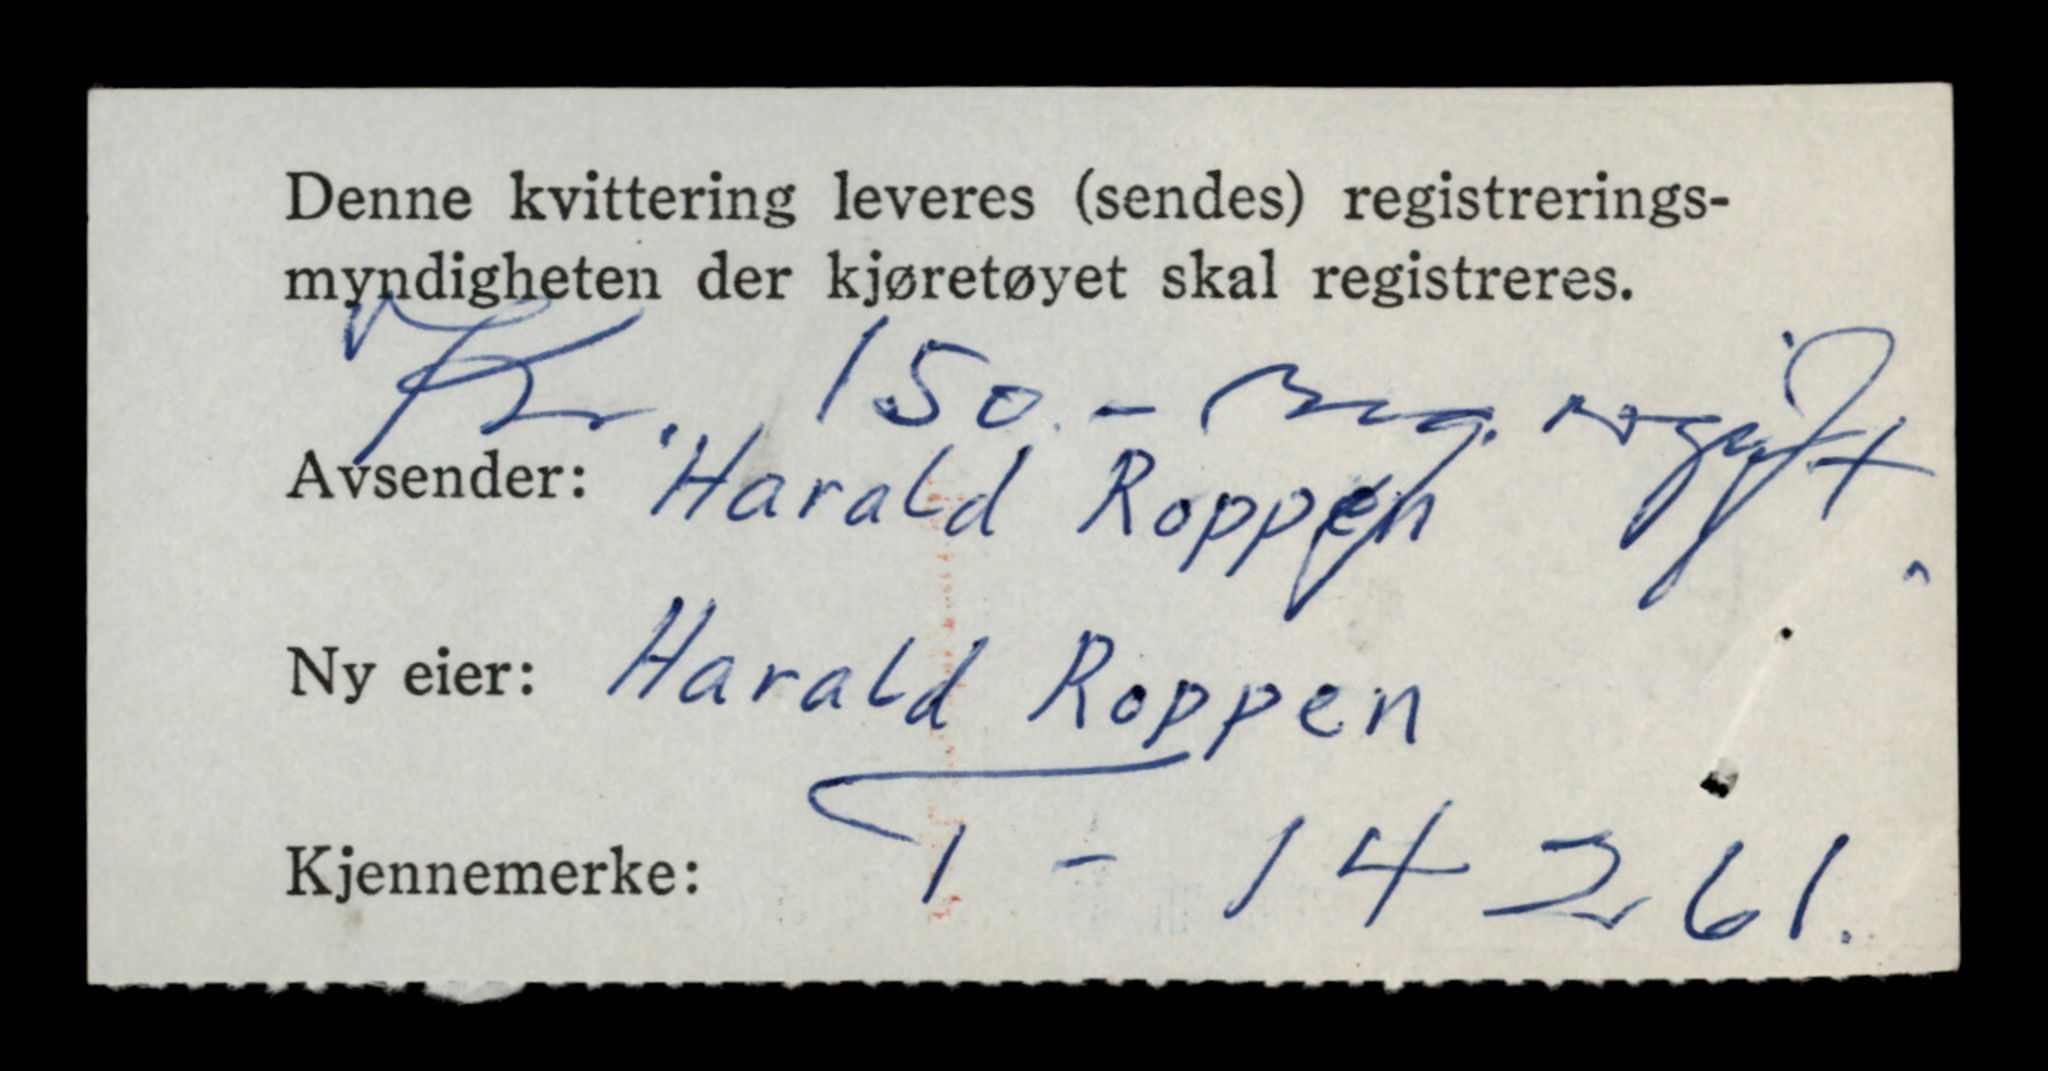 Denne kvittering leveres (sendes) registrerings-
myndigheten der kjøretøyet skal registreres.
Kr. 150.-
Avsender: Harald Roppen
Ny eier: Harald Roppen
Kjennemerke: T - 14261.